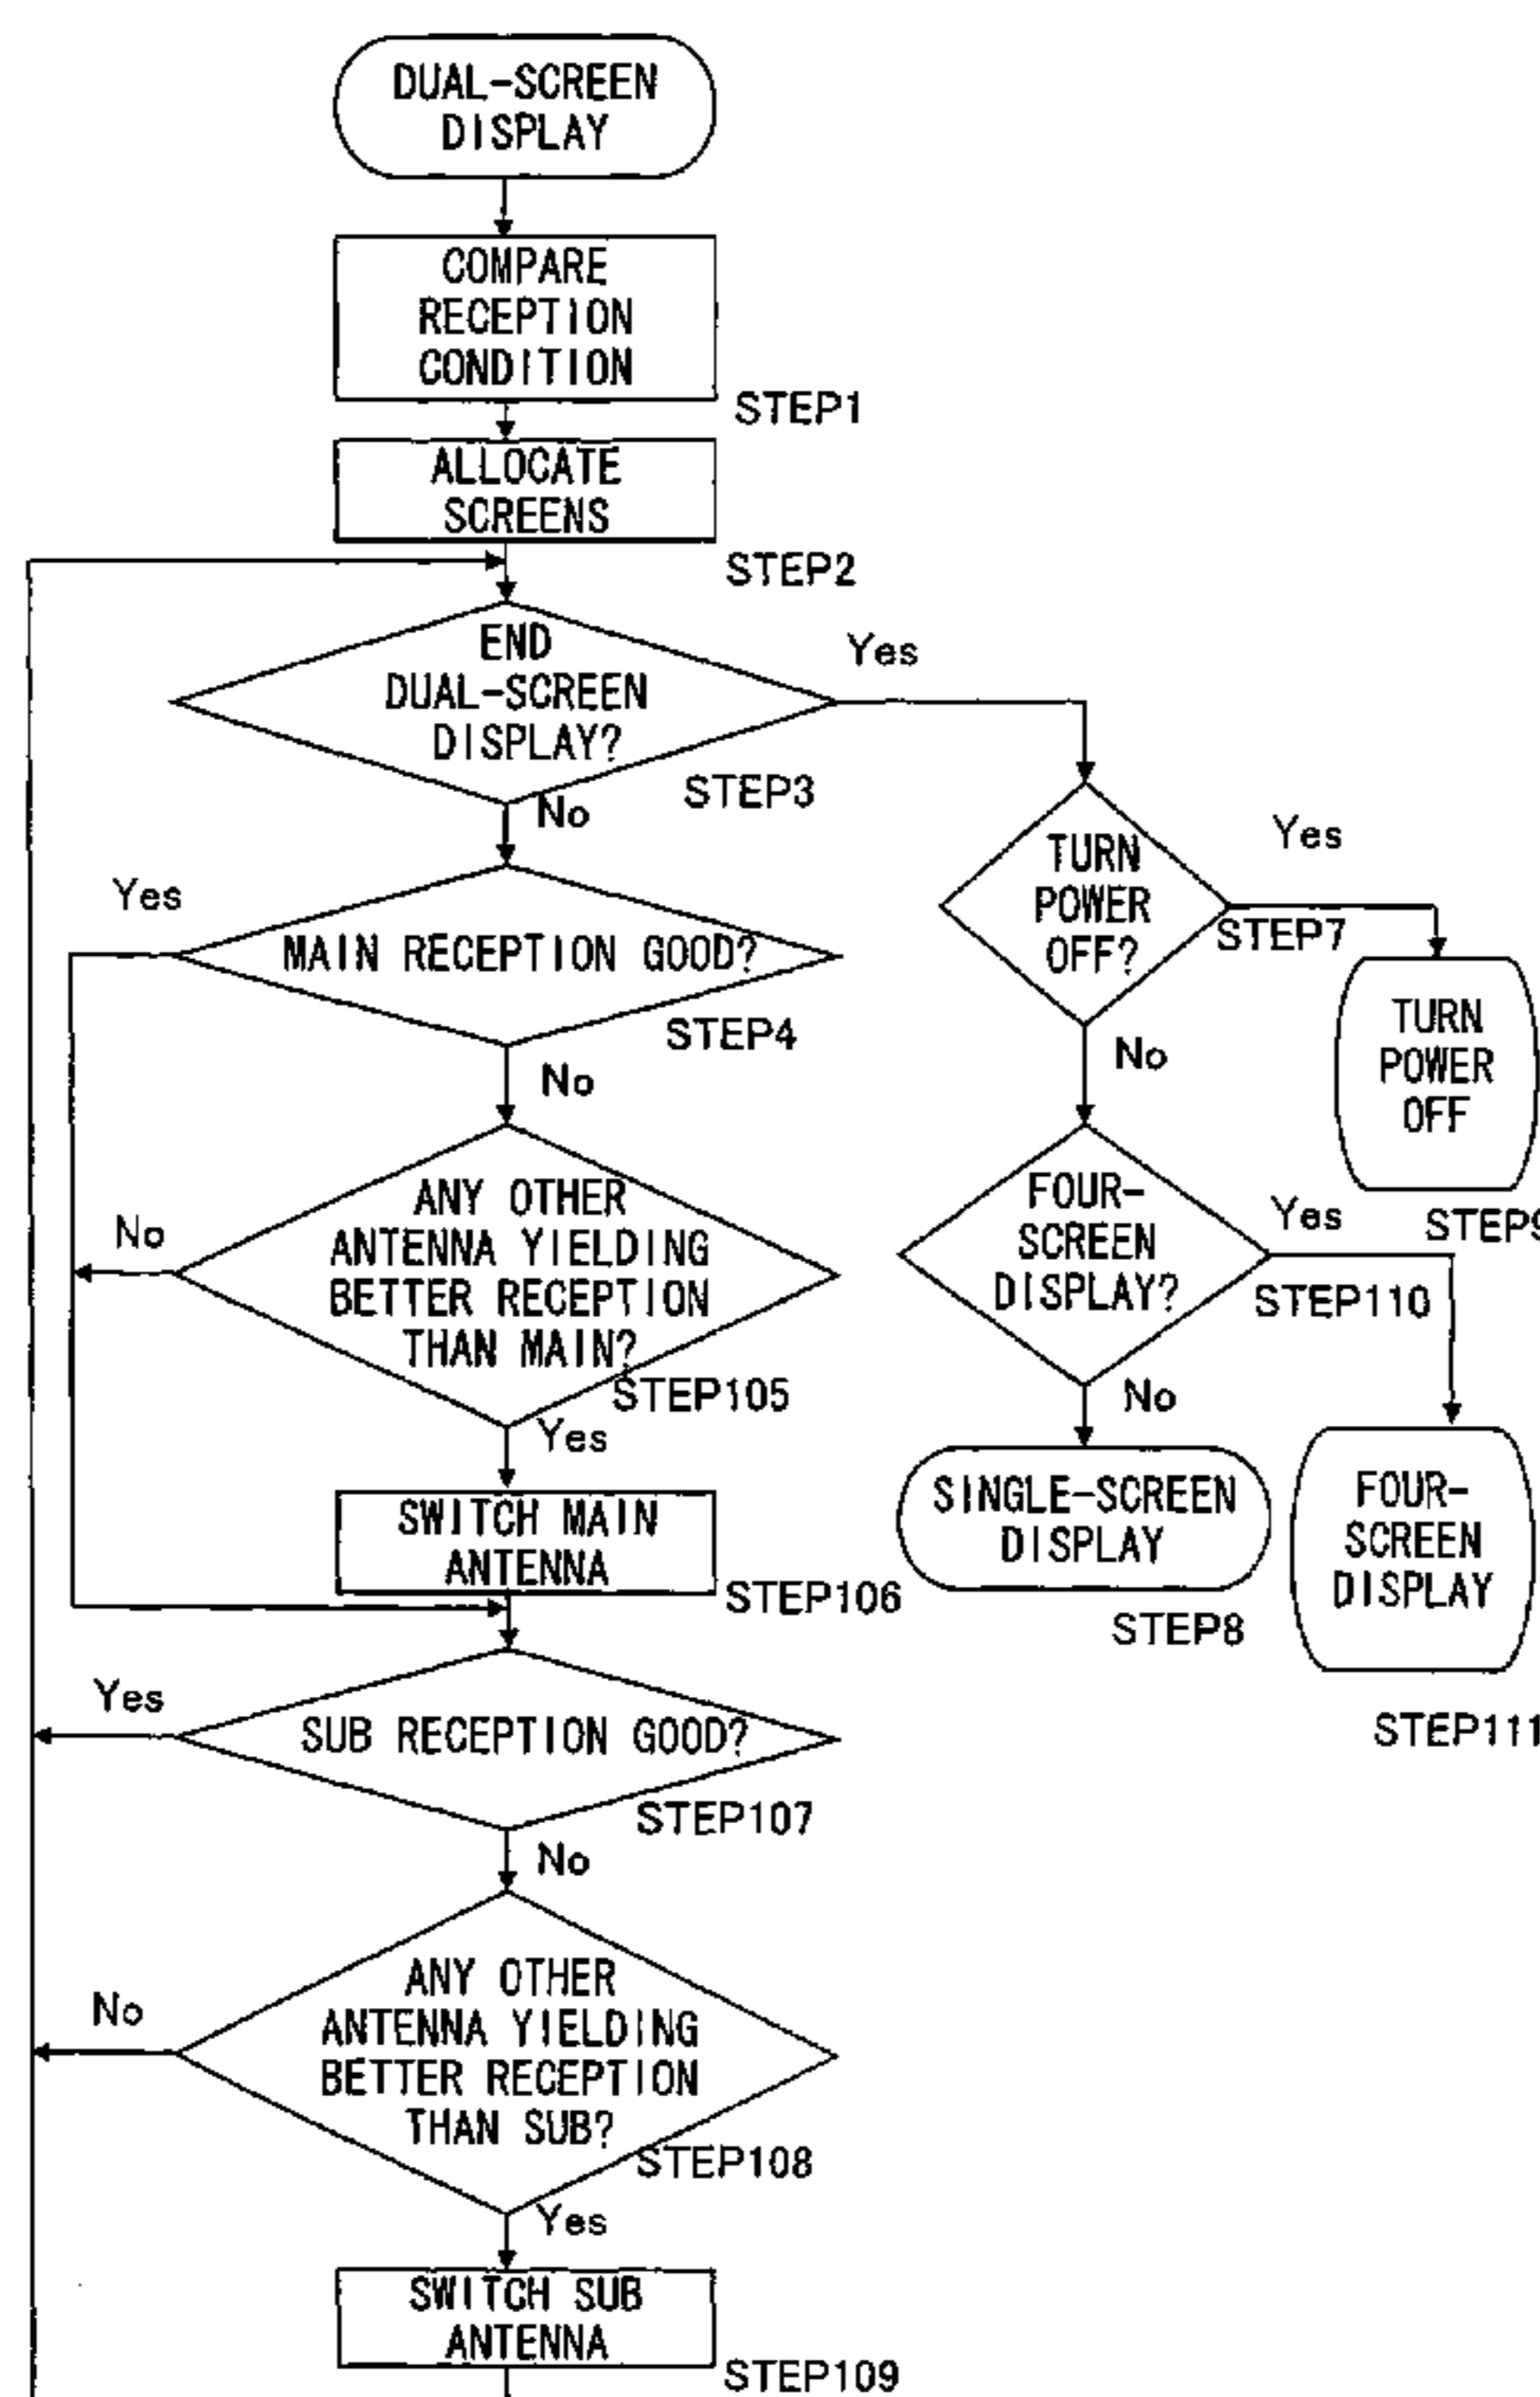 DUAL-SCREEN
DISPLAY
COMPARE
RECEPTION
CONDITION
STEP1
ALLOCATE
SCREENS
STEP2
END
DUAL-SCREEN
DISPLAY?
STEP3
Yes
No
TURN
POWER
OFF?
STEP7
Yes
TURN
POWER
OFF
STEP9
No
Yes
MAIN RECEPTION GOOD?
STEP4
No
FOUR-
SCREEN
DISPLAY?
STEP110
Yes
No
ANY OTHER
ANTENNA YIELDING
BETTER RECEPTION
THAN MAIN?
STEP105
No
Yes
SINGLE-SCREEN
DISPLAY
STEP8
FOUR-
SCREEN
DISPLAY
STEP111
SWITCH MAIN
ANTENNA
STEP106
Yes
SUB RECEPTION GOOD?
STEP107
No
No
ANY OTHER
ANTENNA YIELDING
BETTER RECEPTION
THAN SUB?
STEP108
Yes
SWITCH SUB
ANTENNA
STEP109